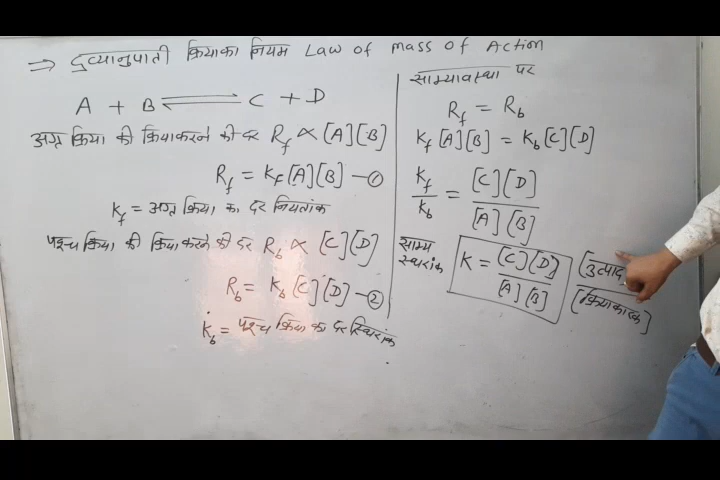 ⇒ द्रव्यानुपाती क्रिया का नियम Law of mass of Action
A + B ⇌ C + D
अग्र क्रिया की क्रिया करने की दर R_f ∝ [A][B]
R_f = K_f [A][B] — ①
K_f = अग्र क्रिया का दर नियतांक
पश्च क्रिया की क्रिया करने की दर R_b ∝ [C][D]
R_b = K_b [C][D] — ②
K_b = पश्च क्रिया का दर स्थिरांक
साम्यावस्था पर
R_f = R_b
K_f [A][B] = K_b [C][D]
K_f / K_b = [C][D] / [A][B]
साम्य स्थिरांक K = [C][D] / [A][B] [उत्पाद / [क्रियाकारक]